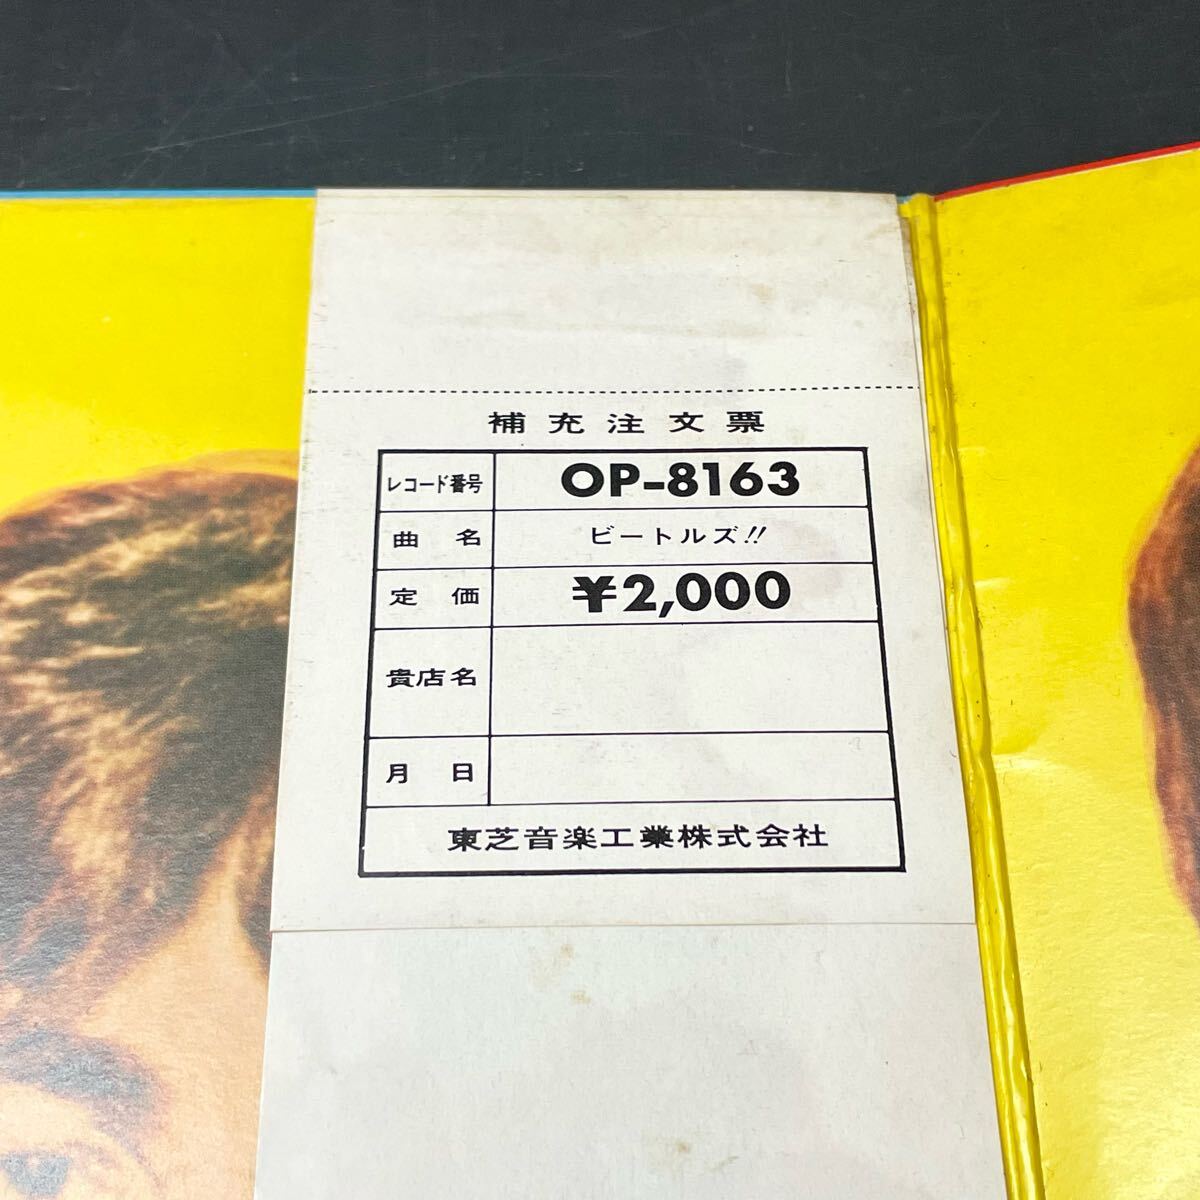 補充注文票
レコード番号 OP-8163
曲名 ビートルズ!!
定価 ¥2,000
貴店名
月日
東芝音楽工業株式会社